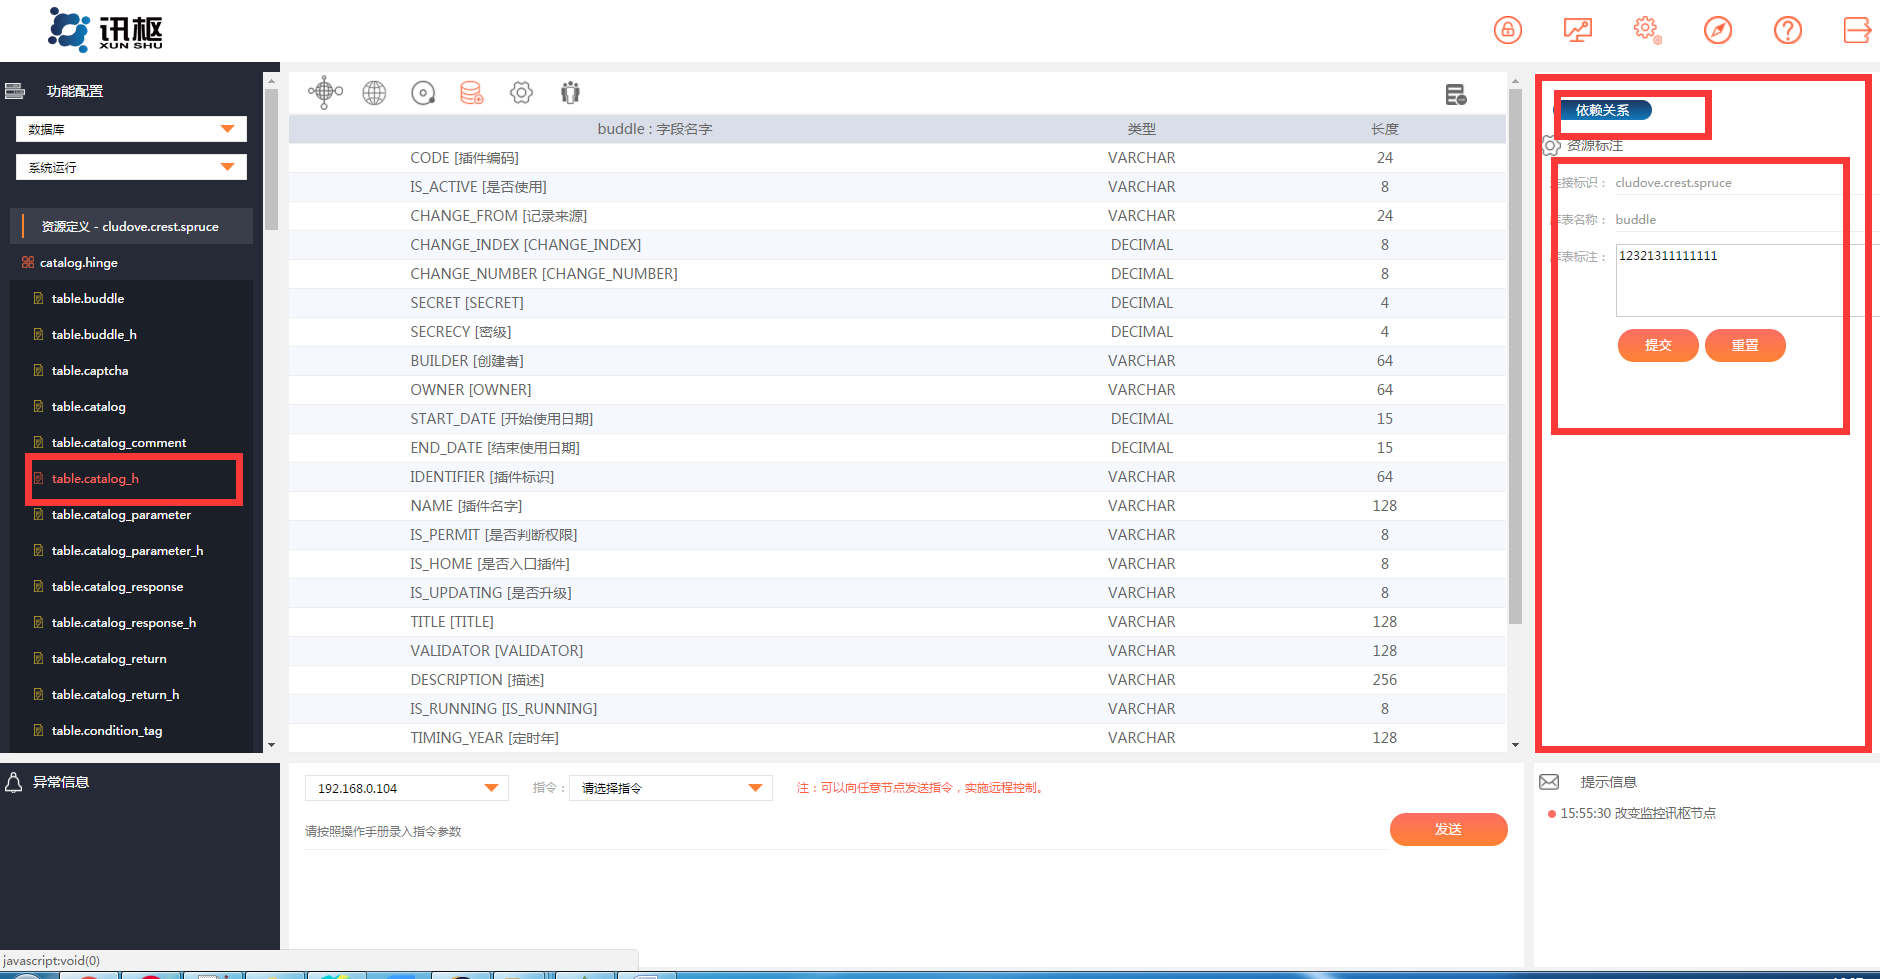 讯枢
XUN SHU
功能配置
数据库
系统运行
资源定义 - cludove.crest.spruce
catalog.hinge
table.buddle
table.buddle_h
table.captcha
table.catalog
table.catalog_comment
table.catalog_h
table.catalog_parameter
table.catalog_parameter_h
table.catalog_response
table.catalog_response_h
table.catalog_return
table.catalog_return_h
table.condition_tag
buddle : 字段名字 类型 长度
CODE [插件编码] VARCHAR 24
IS_ACTIVE [是否使用] VARCHAR 8
CHANGE_FROM [记录来源] VARCHAR 24
CHANGE_INDEX [CHANGE_INDEX] DECIMAL 8
CHANGE_NUMBER [CHANGE_NUMBER] DECIMAL 8
SECRET [SECRET] DECIMAL 4
SECRECY [密级] DECIMAL 4
BUILDER [创建者] VARCHAR 64
OWNER [OWNER] VARCHAR 64
START_DATE [开始使用日期] DECIMAL 15
END_DATE [结束使用日期] DECIMAL 15
IDENTIFIER [插件标识] VARCHAR 64
NAME [插件名字] VARCHAR 128
IS_PERMIT [是否判断权限] VARCHAR 8
IS_HOME [是否入口插件] VARCHAR 8
IS_UPDATING [是否升级] VARCHAR 8
TITLE [TITLE] VARCHAR 128
VALIDATOR [VALIDATOR] VARCHAR 128
DESCRIPTION [描述] VARCHAR 256
IS_RUNNING [IS_RUNNING] VARCHAR 8
TIMING_YEAR [定时年] VARCHAR 128
依赖关系
资源标注
连接标识： cludove.crest.spruce
库表名称： buddle
库表标注： 12321311111111
提交 重置
异常信息
192.168.0.104 指令： 请选择指令 注：可以向任意节点发送指令，实施远程控制。
请按照操作手册录入指令参数
发送
提示信息
15:55:30 改变监控讯枢节点
javascript:void(0)